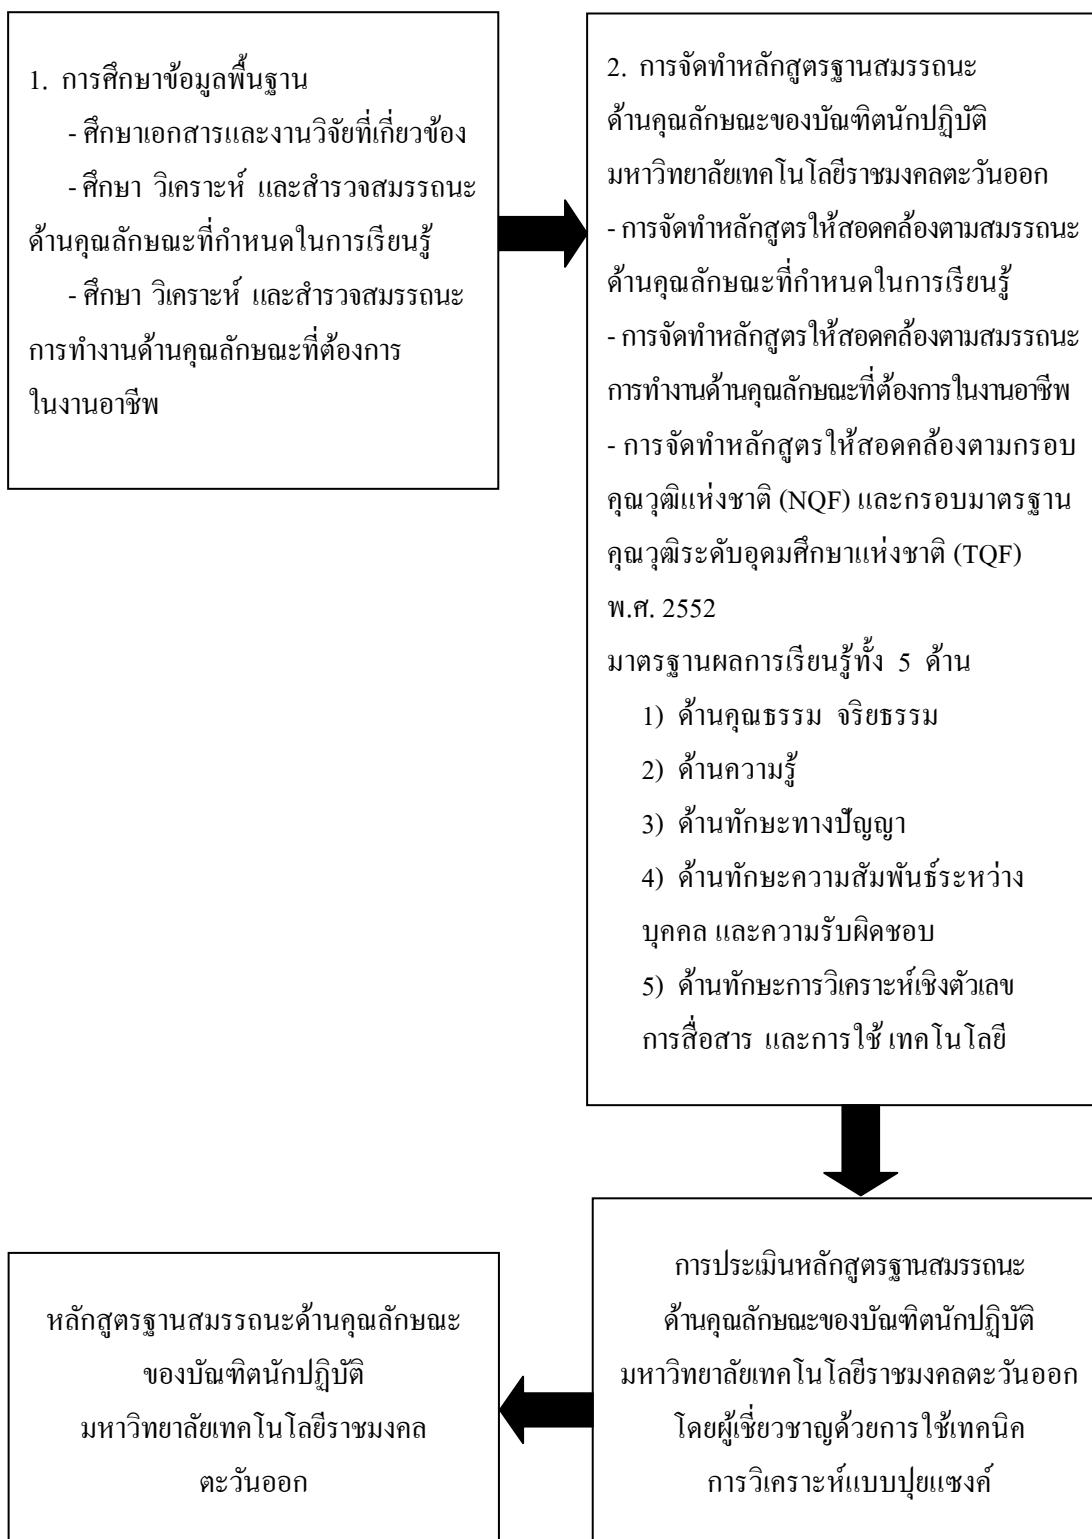 1. การศึกษาข้อมูลพื้นฐาน
- ศึกษาเอกสารและงานวิจัยที่เกี่ยวข้อง
- ศึกษา วิเคราะห์ และสำรวจสมรรถนะ
ด้านคุณลักษณะที่กำหนดในการเรียนรู้
- ศึกษา วิเคราะห์ และสำรวจสมรรถนะ
การทำงานด้านคุณลักษณะที่ต้องการ
ในงานอาชีพ
2. การจัดทำหลักสูตรฐานสมรรถนะ
ด้านคุณลักษณะของบัณฑิตนักปฏิบัติ
มหาวิทยาลัยเทคโนโลยีราชมงคลตะวันออก
- การจัดทำหลักสูตรให้สอดคล้องตามสมรรถนะ
ด้านคุณลักษณะที่กำหนดในการเรียนรู้
- การจัดทำหลักสูตรให้สอดคล้องตามสมรรถนะ
การทำงานด้านคุณลักษณะที่ต้องการในงานอาชีพ
- การจัดทำหลักสูตรให้สอดคล้องตามกรอบ
คุณวุฒิแห่งชาติ (NQF) และกรอบมาตรฐาน
คุณวุฒิระดับอุดมศึกษาแห่งชาติ (TQF)
พ.ศ. 2552
มาตรฐานผลการเรียนรู้ทั้ง 5 ด้าน
1) ด้านคุณธรรม จริยธรรม
2) ด้านความรู้
3) ด้านทักษะทางปัญญา
4) ด้านทักษะความสัมพันธ์ระหว่าง
บุคคล และความรับผิดชอบ
5) ด้านทักษะการวิเคราะห์เชิงตัวเลข
การสื่อสาร และการใช้ เทคโนโลยี
การประเมินหลักสูตรฐานสมรรถนะ
ด้านคุณลักษณะของบัณฑิตนักปฏิบัติ
มหาวิทยาลัยเทคโนโลยีราชมงคลตะวันออก
โดยผู้เชี่ยวชาญด้วยการใช้เทคนิค
การวิเคราะห์แบบปุยแซงค์
หลักสูตรฐานสมรรถนะด้านคุณลักษณะ
ของบัณฑิตนักปฏิบัติ
มหาวิทยาลัยเทคโนโลยีราชมงคล
ตะวันออก